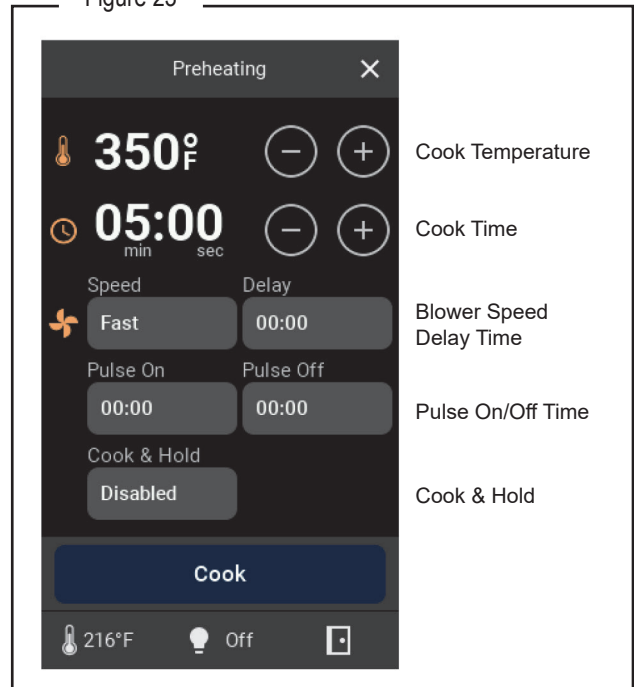 Figure 25
Preheating
350°F
Cook Temperature
05:00
min sec
Cook Time
Speed Delay
Fast 00:00
Blower Speed
Delay Time
Pulse On Pulse Off
00:00 00:00
Pulse On/Off Time
Cook & Hold
Disabled
Cook & Hold
Cook
216°F Off